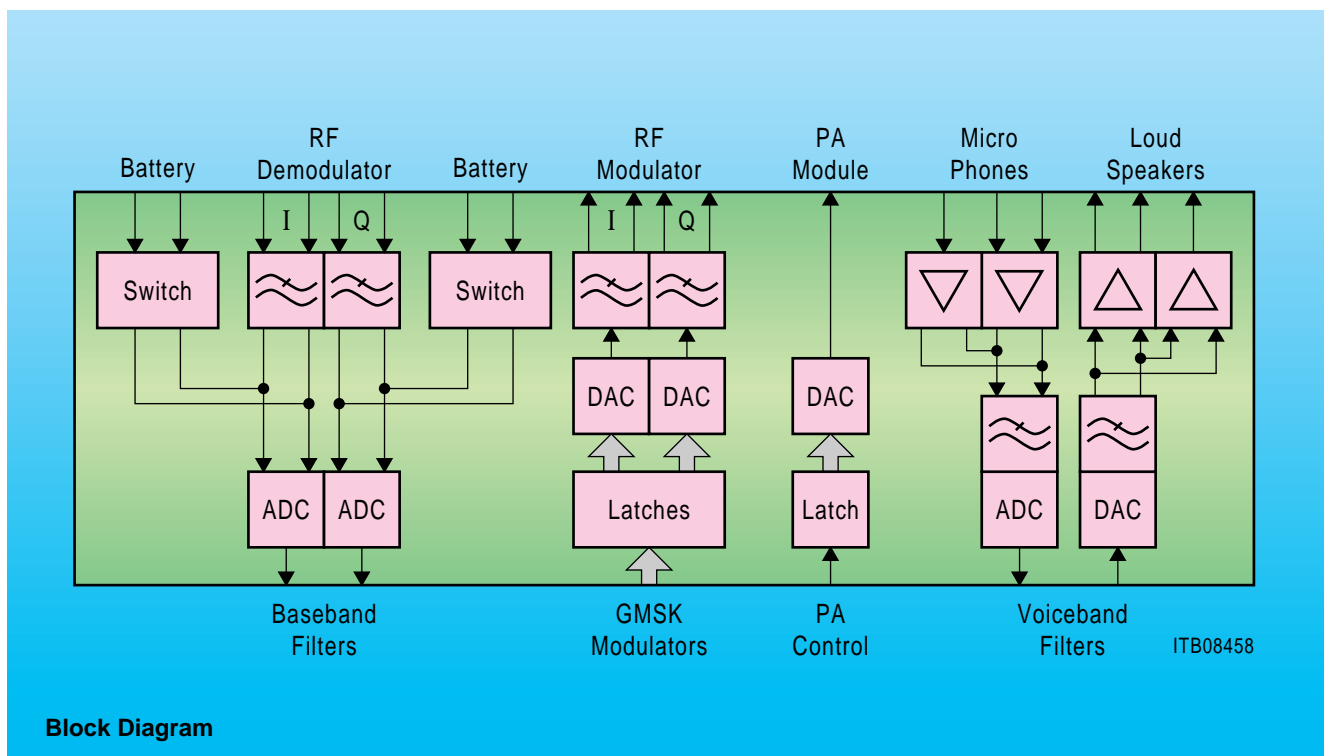 RF
Demodulator
RF
Modulator
PA
Module
Micro
Phones
Loud
Speakers
Battery
Battery
I
Q
I
Q
Switch
Switch
DAC
DAC
DAC
ADC
ADC
Latches
Latch
ADC
DAC
Baseband
Filters
GMSK
Modulators
PA
Control
Voiceband
Filters
ITB08458
Block Diagram